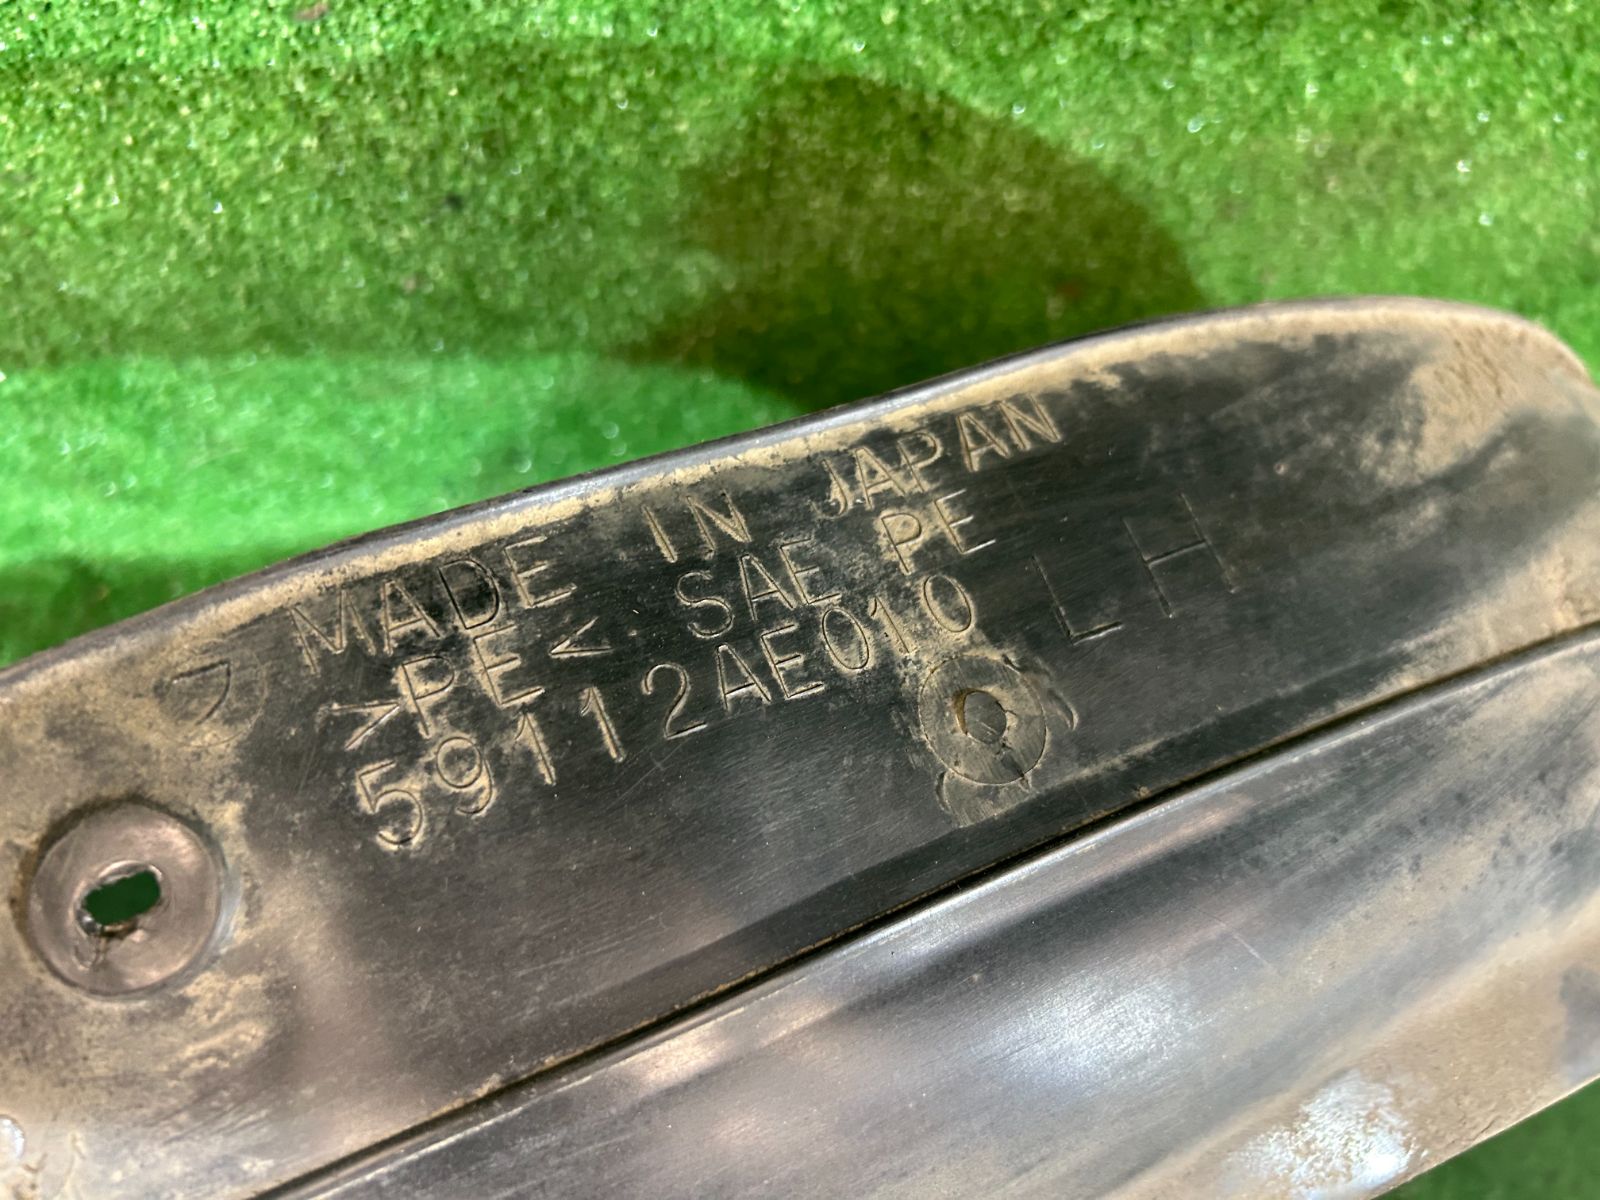 MADE IN JAPAN
>PE<. SAE PE
59112AE010 LH